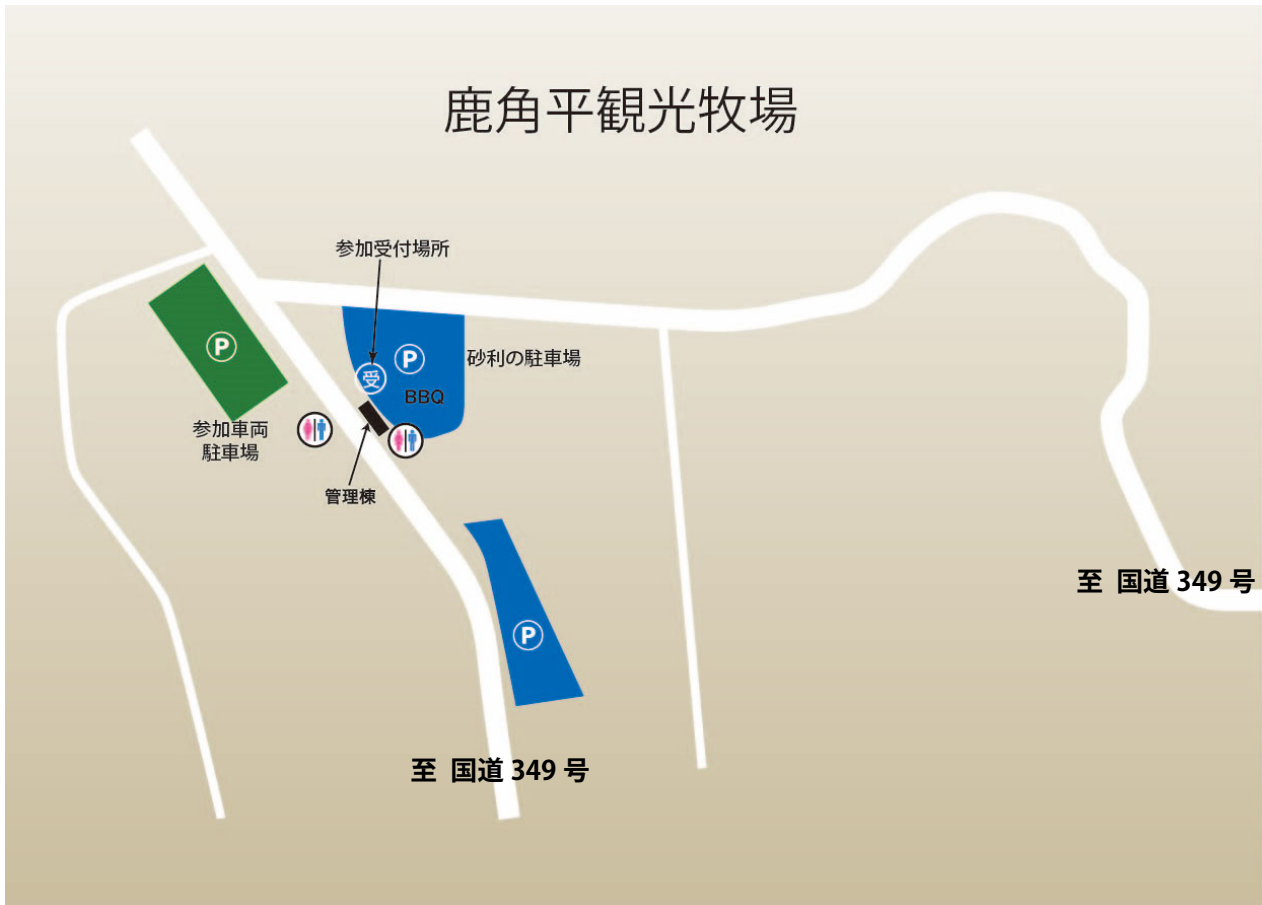 鹿角平観光牧場
参加受付場所
P
P
砂利の駐車場
受
BBQ
参加車両
駐車場
管理棟
至 国道 349 号
P
至 国道 349 号